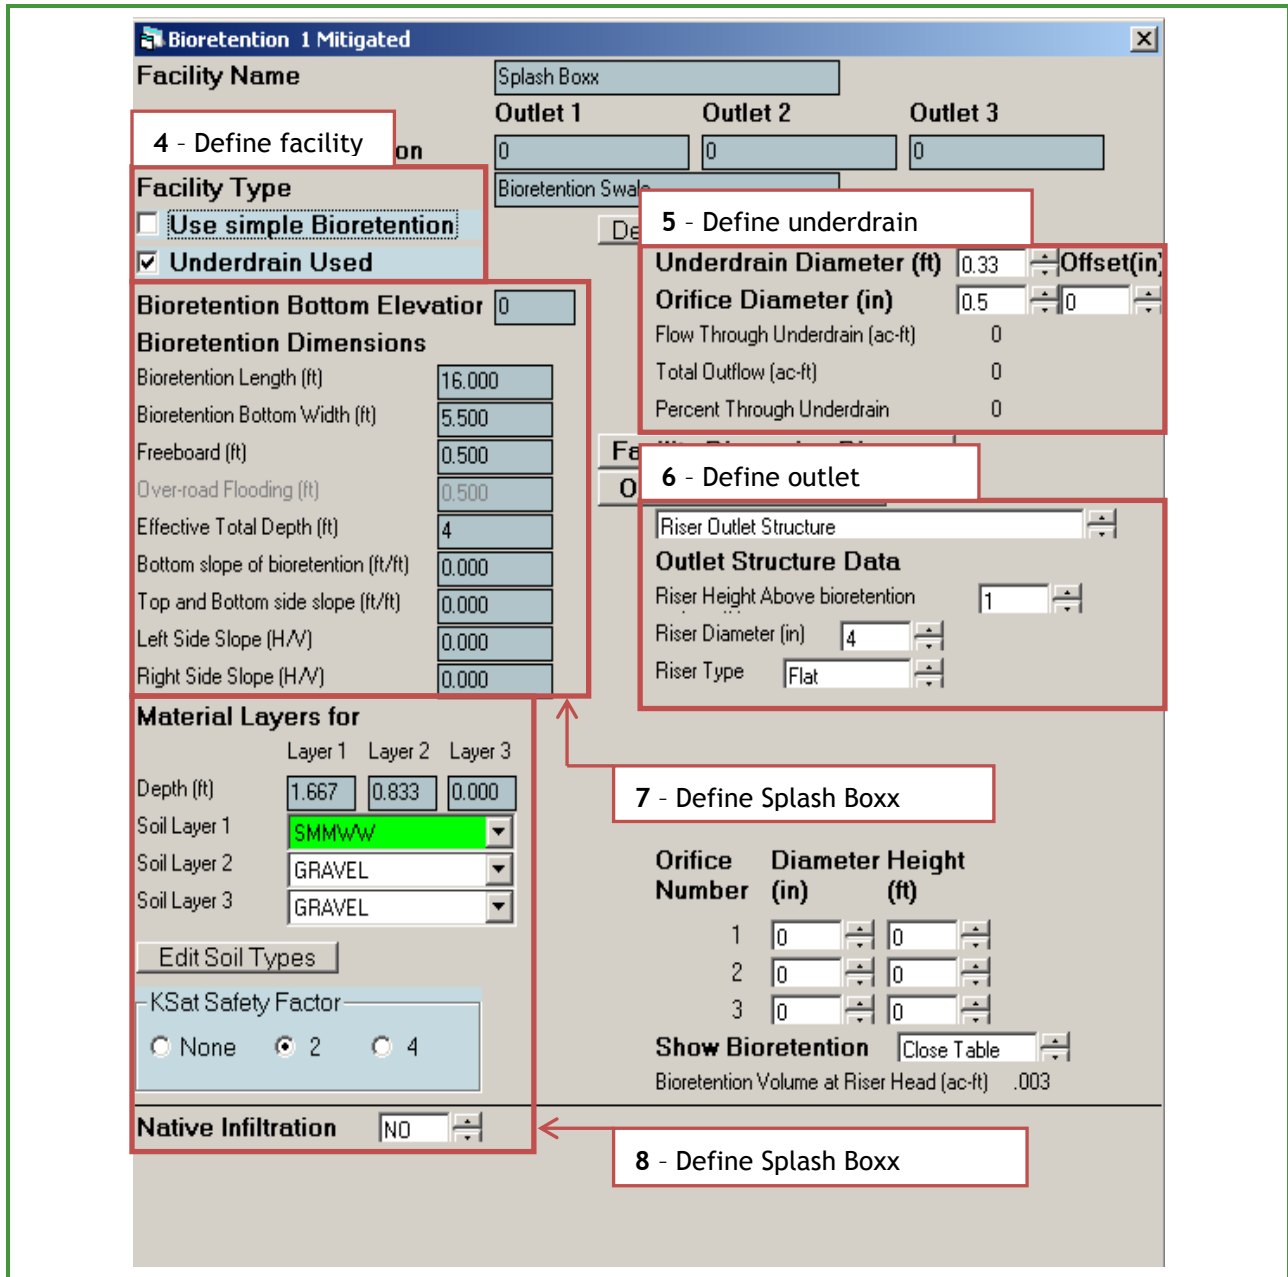 Bioretention 1 Mitigated
Facility Name Splash Boxx
Outlet 1 Outlet 2 Outlet 3
4 – Define facility
on 0 0 0
Facility Type Bioretention Swale
Use simple Bioretention
Underdrain Used
5 – Define underdrain
Underdrain Diameter (ft) 0.33 Offset(in)
Orifice Diameter (in) 0.5 0
Flow Through Underdrain (ac-ft) 0
Total Outflow (ac-ft) 0
Percent Through Underdrain 0
Bioretention Bottom Elevation 0
Bioretention Dimensions
Bioretention Length (ft) 16.000
Bioretention Bottom Width (ft) 5.500
Freeboard (ft) 0.500
Over-road Flooding (ft) 0.500
Effective Total Depth (ft) 4
Bottom slope of bioretention (ft/ft) 0.000
Top and Bottom side slope (ft/ft) 0.000
Left Side Slope (H/V) 0.000
Right Side Slope (H/V) 0.000
6 – Define outlet
Riser Outlet Structure
Outlet Structure Data
Riser Height Above bioretention 1
Riser Diameter (in) 4
Riser Type Flat
7 – Define Splash Boxx
Material Layers for
Layer 1 Layer 2 Layer 3
Depth (ft) 1.667 0.833 0.000
Soil Layer 1 SMMWW
Soil Layer 2 GRAVEL
Soil Layer 3 GRAVEL
Edit Soil Types
KSat Safety Factor
None 2 4
Orifice Diameter Height
Number (in) (ft)
1 0 0
2 0 0
3 0 0
Show Bioretention Close Table
Bioretention Volume at Riser Head (ac-ft) .003
Native Infiltration NO
8 – Define Splash Boxx